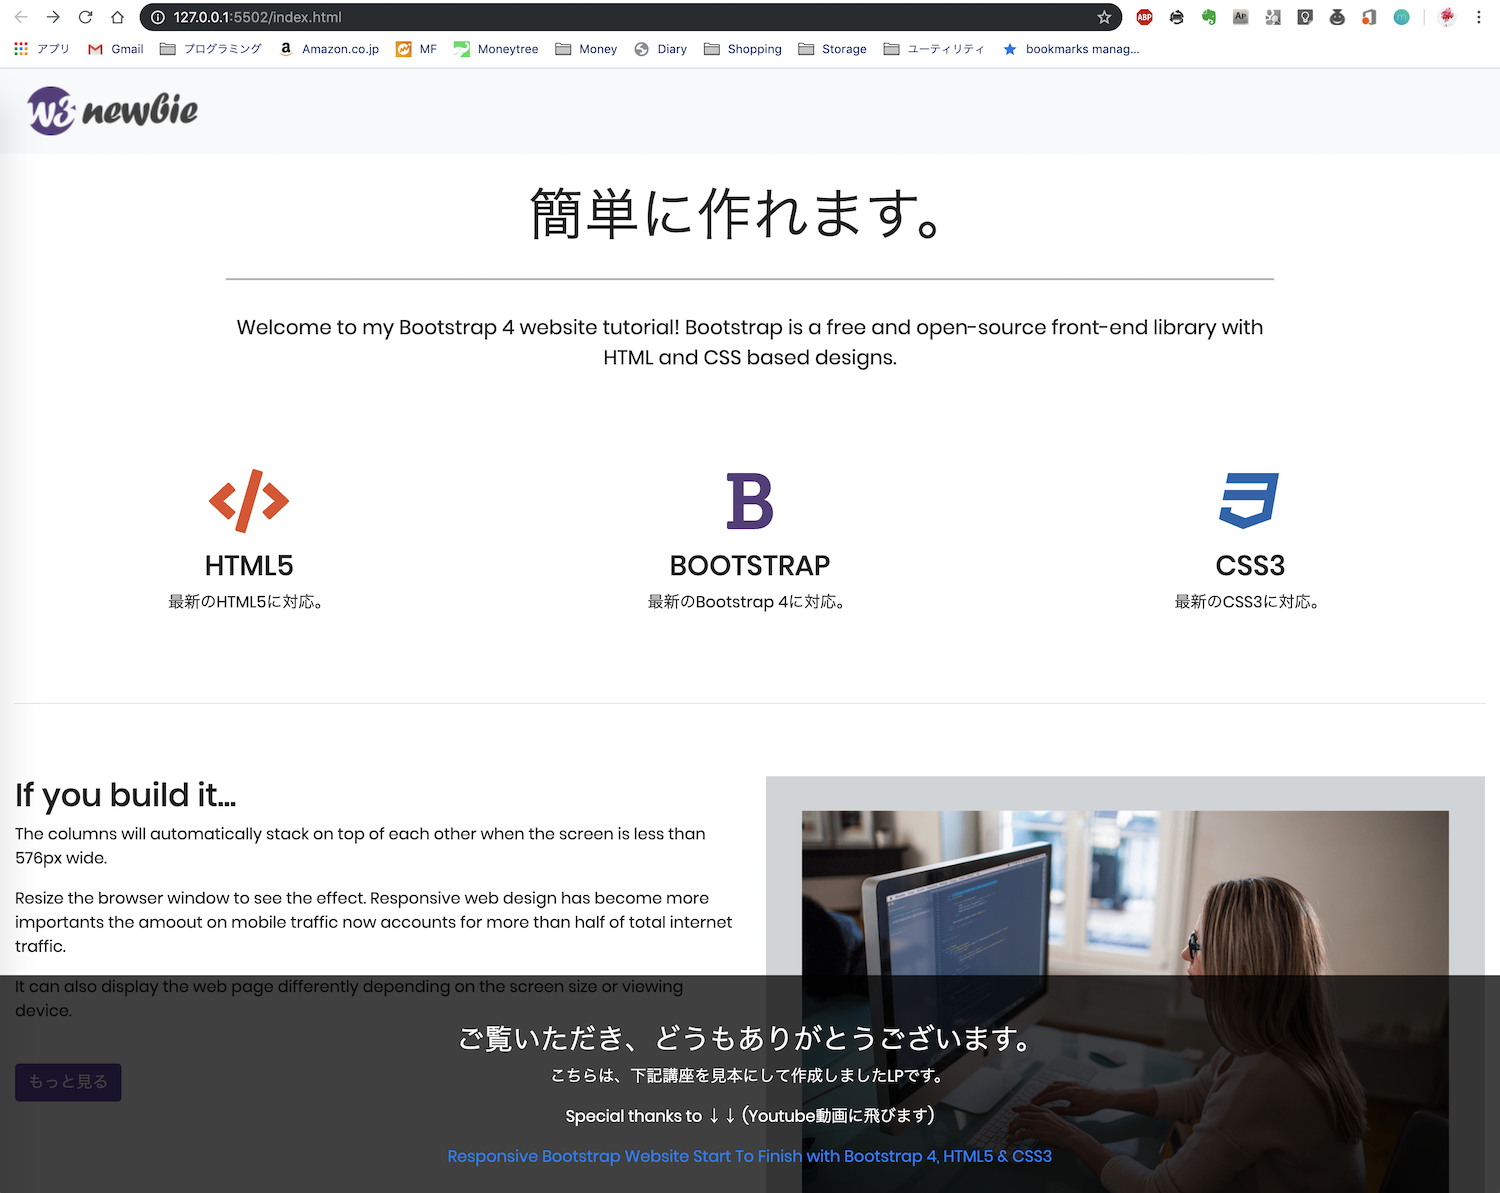 127.0.0.1:5502/index.html
ABP
アプリ Gmail プログラミング Amazon.co.jp MF Moneytree Money Diary Shopping Storage ユーティリティ bookmarks manag...
W3 newbie
簡単に作れます。
Welcome to my Bootstrap 4 website tutorial! Bootstrap is a free and open-source front-end library with
HTML and CSS based designs.
HTML5
最新のHTML5に対応。
BOOTSTRAP
最新のBootstrap 4に対応。
CSS3
最新のCSS3に対応。
If you build it...
The columns will automatically stack on top of each other when the screen is less than
576px wide.
Resize the browser window to see the effect. Responsive web design has become more
importants the amoout on mobile traffic now accounts for more than half of total internet
traffic.
It can also display the web page differently depending on the screen size or viewing
device.
もっと見る
ご覧いただき、どうもありがとうございます。
こちらは、下記講座を見本にして作成しましたLPです。
Special thanks to ↓↓ (Youtube動画に飛びます)
Responsive Bootstrap Website Start To Finish with Bootstrap 4, HTML5 & CSS3